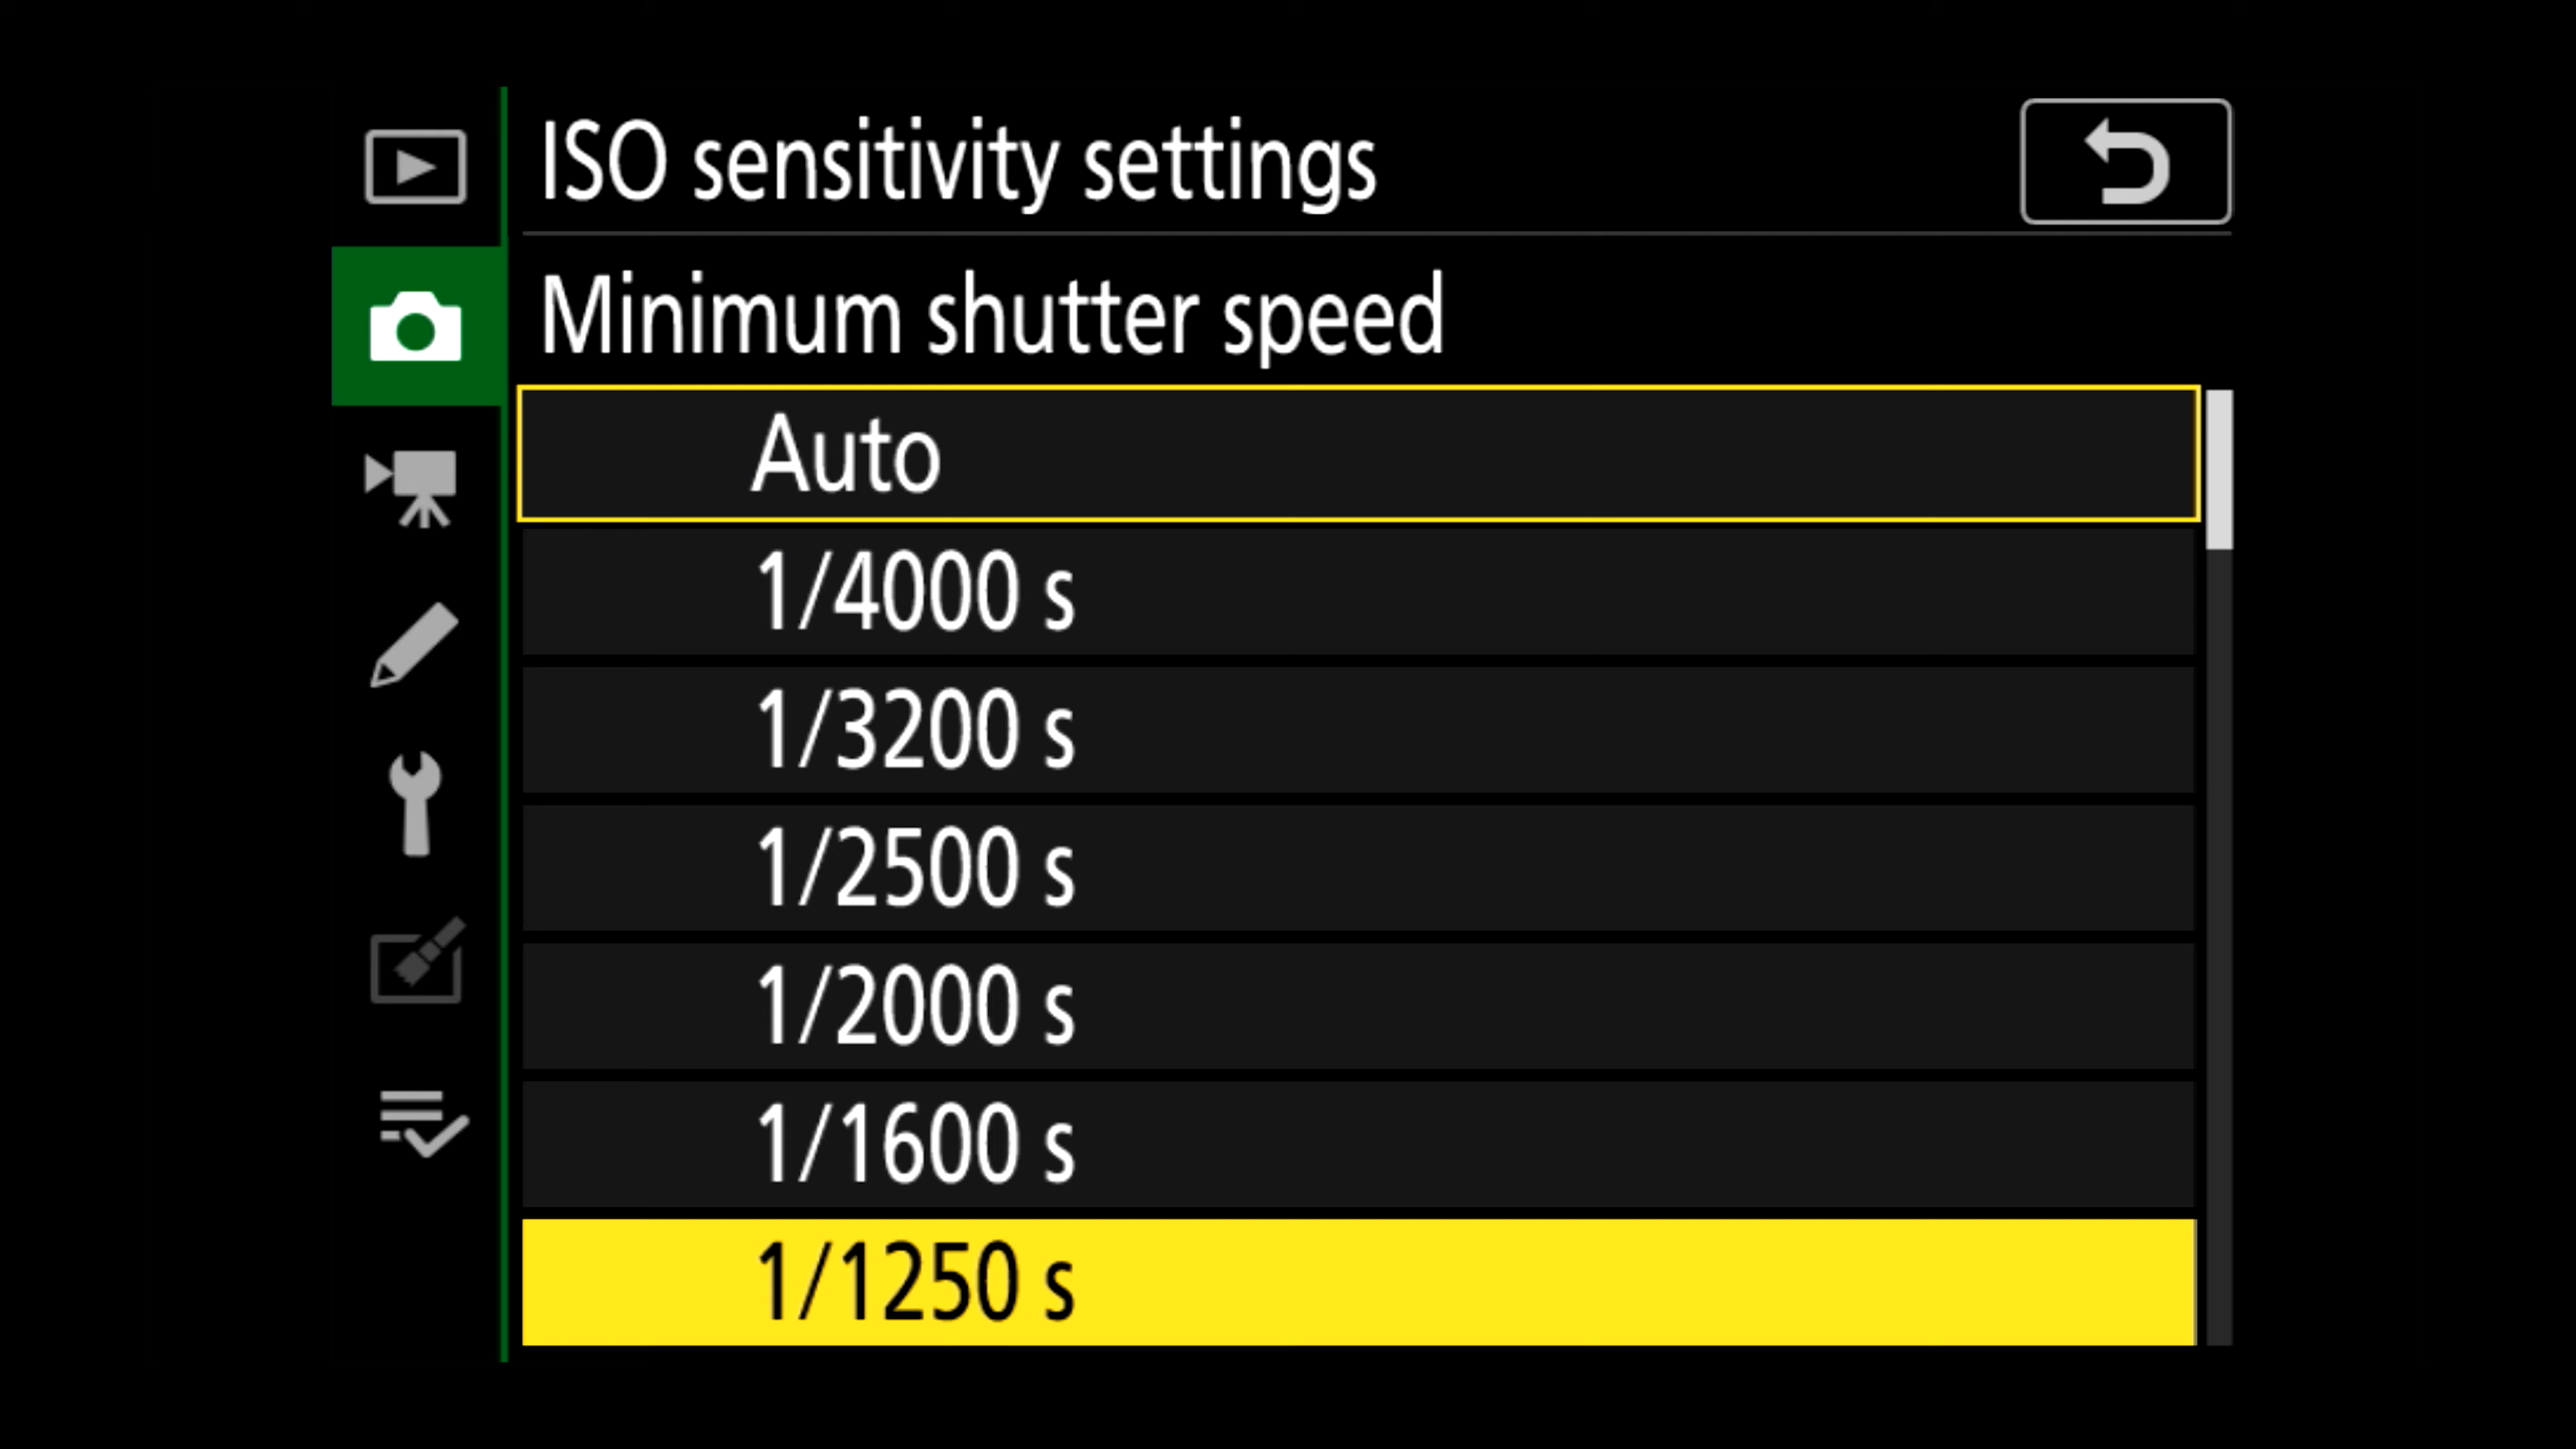 ISO sensitivity settings
Minimum shutter speed
Auto
1/4000 s
1/3200 s
1/2500 s
1/2000 s
1/1600 s
1/1250 s